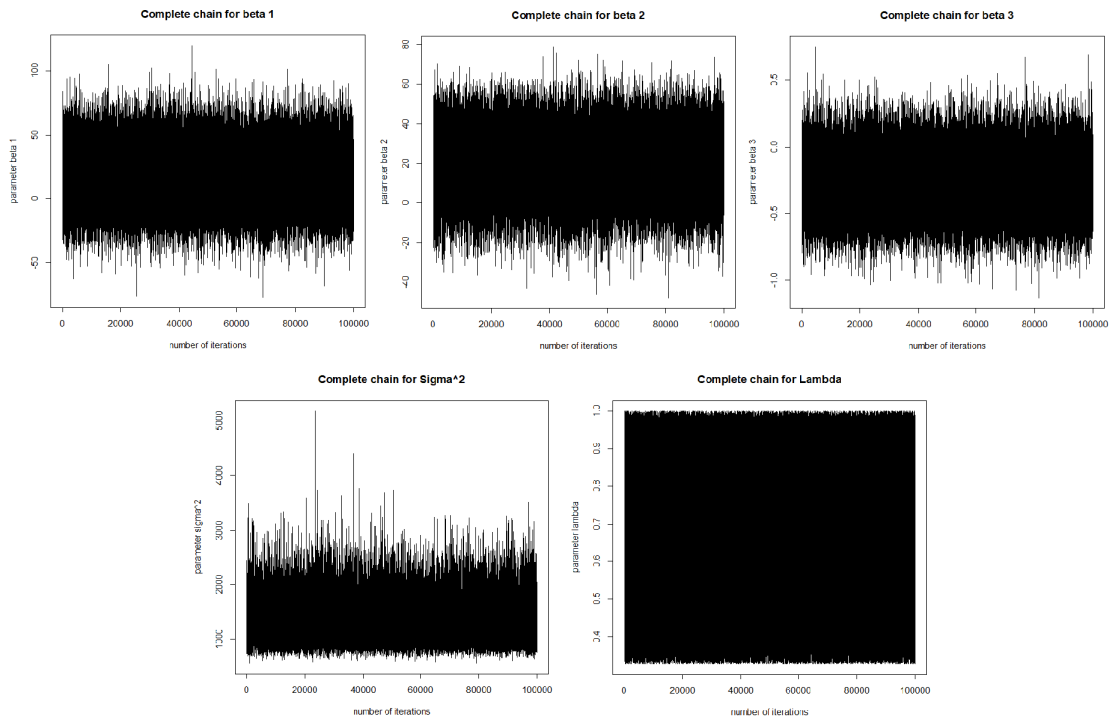 Complete chain for beta 1
parameter beta 1
100
50
0
-50
0 20000 40000 60000 80000 100000
number of iterations
Complete chain for beta 2
parameter beta 2
80
60
40
20
0
-20
-40
0 20000 40000 60000 80000 100000
number of iterations
Complete chain for beta 3
parameter beta 3
0.5
0.0
-0.5
-1.0
0 20000 40000 60000 80000 100000
number of iterations
Complete chain for Sigma^2
parameter sigma^2
5000
4000
3000
2000
1000
0 20000 40000 60000 80000 100000
number of iterations
Complete chain for Lambda
parameter lambda
1.0
0.9
0.8
0.7
0.6
0.5
0.4
0 20000 40000 60000 80000 100000
number of iterations